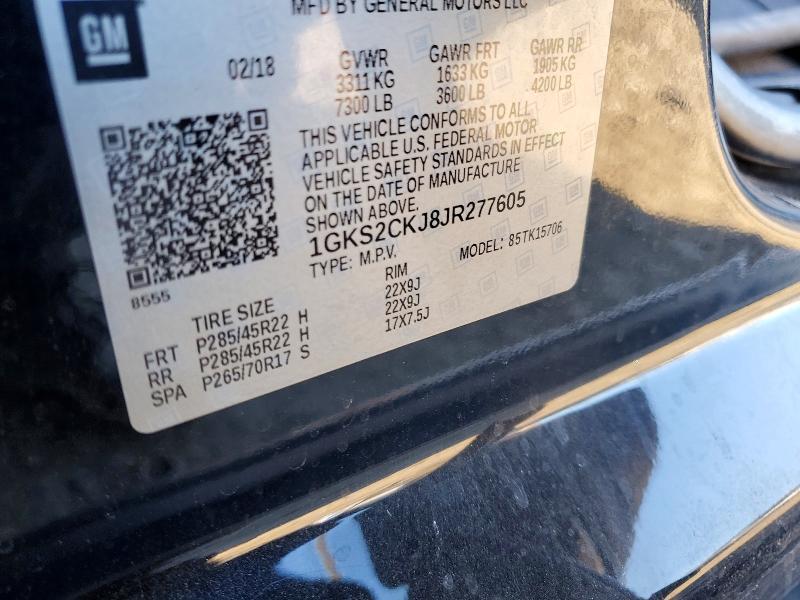 MFD BY GENERAL MOTORS LLC
GM
02/18
GVWR GAWR FRT GAWR RR
3311 KG 1633 KG 1905 KG
7300 LB 3600 LB 4200 LB
THIS VEHICLE CONFORMS TO ALL
APPLICABLE U.S. FEDERAL MOTOR
VEHICLE SAFETY STANDARDS IN EFFECT
ON THE DATE OF MANUFACTURE
SHOWN ABOVE.
1GKS2CKJ8JR277605
TYPE: M.P.V. MODEL: 85TK15706
8555
TIRE SIZE RIM
FRT P285/45R22 H 22X9J
RR P285/45R22 H 22X9J
SPA P265/70R17 S 17X7.5J